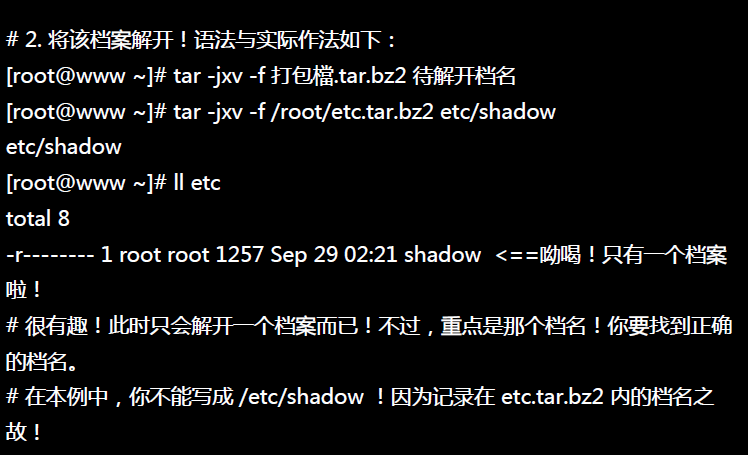 # 2. 将该档案解开！语法与实际作法如下：
[root@www ~]# tar -jxv -f 打包檔.tar.bz2 待解开档名
[root@www ~]# tar -jxv -f /root/etc.tar.bz2 etc/shadow
etc/shadow
[root@www ~]# ll etc
total 8
-r-------- 1 root root 1257 Sep 29 02:21 shadow  <==呦喝！只有一个档案
啦！
# 很有趣！此时只会解开一个档案而已！不过，重点是那个档名！你要找到正确
的档名。
# 在本例中，你不能写成 /etc/shadow ！因为记录在 etc.tar.bz2 内的档名之
故！